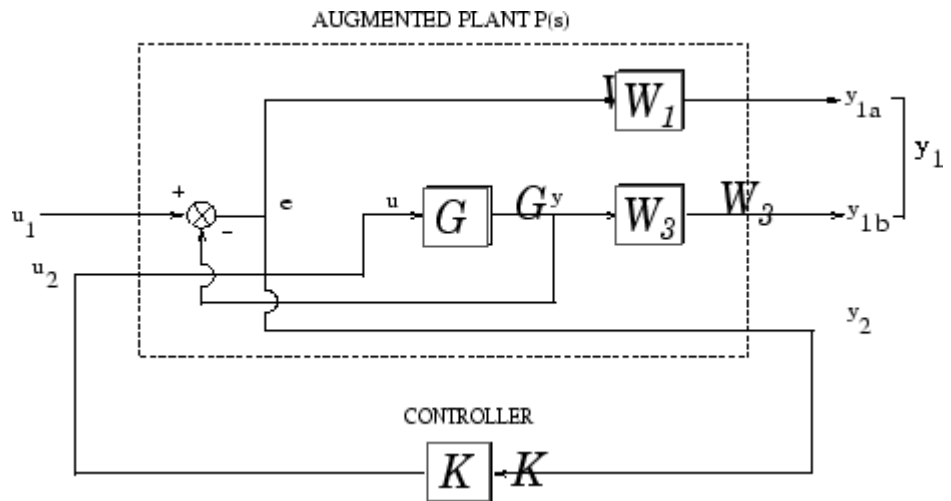 AUGMENTED PLANT P(s)
W1
y1a
y1
+
e
u
G
G
y
W3
W3
y1b
u1
-
u2
y2
CONTROLLER
K
K